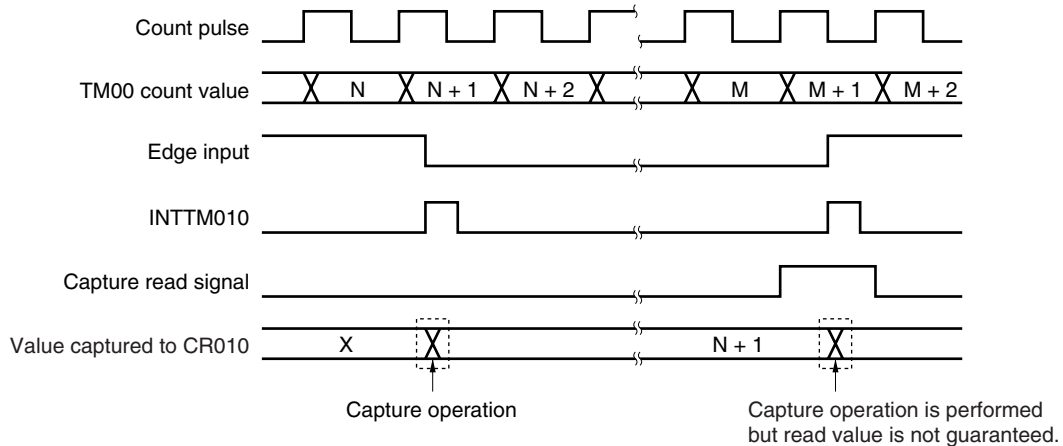 Count pulse
TM00 count value
N
N + 1
N + 2
M
M + 1
M + 2
Edge input
INTTM010
Capture read signal
Value captured to CR010
X
N + 1
Capture operation
Capture operation is performed
but read value is not guaranteed.